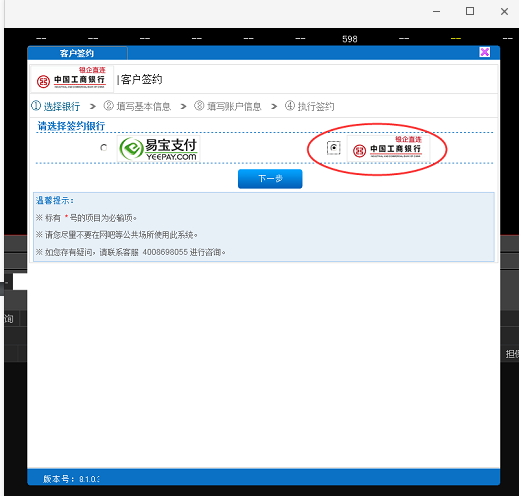 -- -- -- -- 598 -- -- --
客户签约
银企直连
中国工商银行 | 客户签约
① 选择银行 > ② 填写基本信息 > ③ 填写账户信息 > ④ 执行签约
请选择签约银行
易宝支付
YEEPAY.COM
银企直连
中国工商银行
下一步
温馨提示:
※ 标有 * 号的项目为必输项。
※ 请您尽量不要在网吧等公共场所使用此系统。
※ 如您存有疑问，请联系客服 4008698055 进行咨询。
询
担保
版本号: 8.1.0.